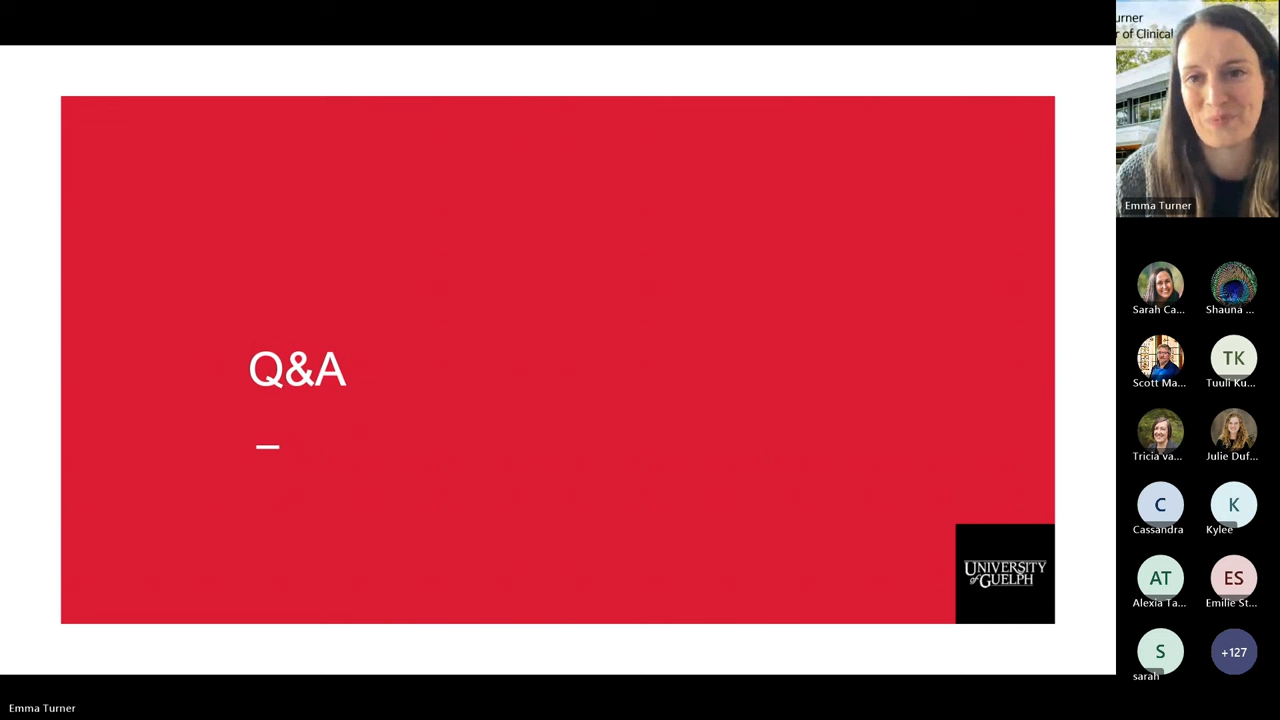 urner
r of Clinical
Emma Turner
Q&A
UNIVERSITY
of GUELPH
Sarah Ca...
Shauna ...
Scott Ma...
TK
Tuuli Ku...
Tricia va...
Julie Duf...
C
Cassandra
K
Kylee
AT
Alexia Ta...
ES
Emilie St...
S
sarah
+127
Emma Turner